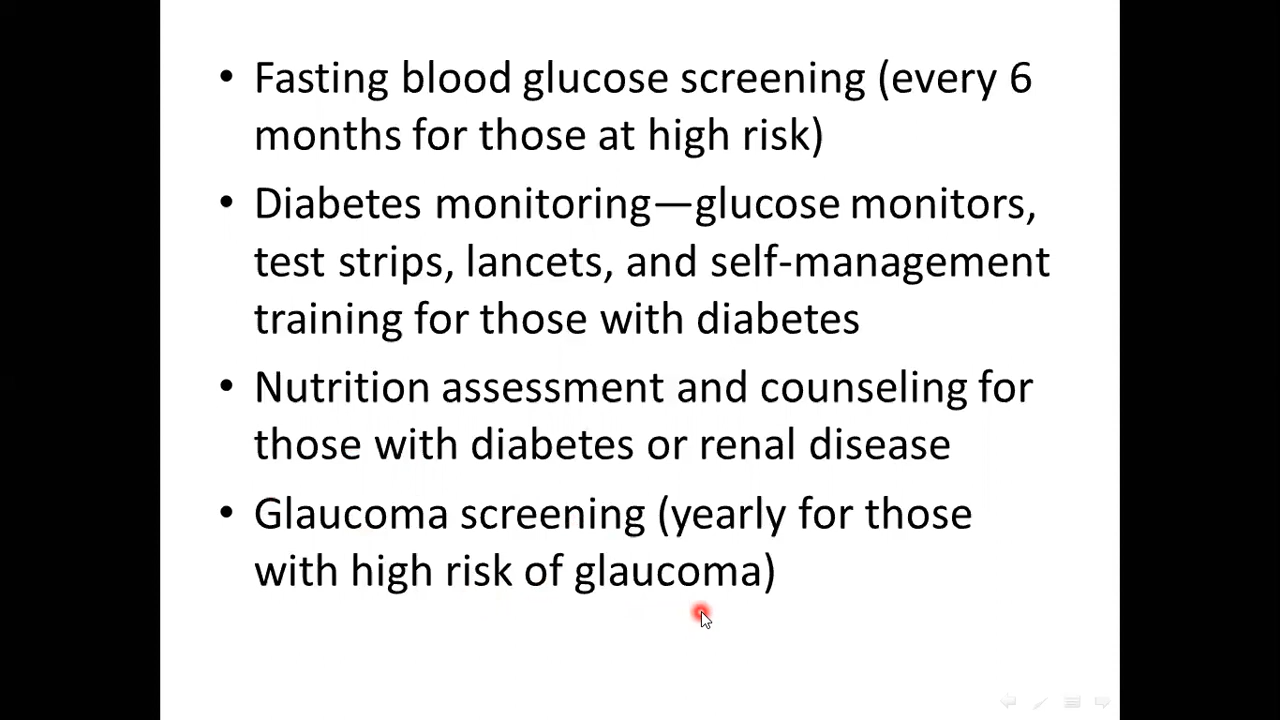 • Fasting blood glucose screening (every 6
months for those at high risk)
• Diabetes monitoring—glucose monitors,
test strips, lancets, and self-management
training for those with diabetes
• Nutrition assessment and counseling for
those with diabetes or renal disease
• Glaucoma screening (yearly for those
with high risk of glaucoma)